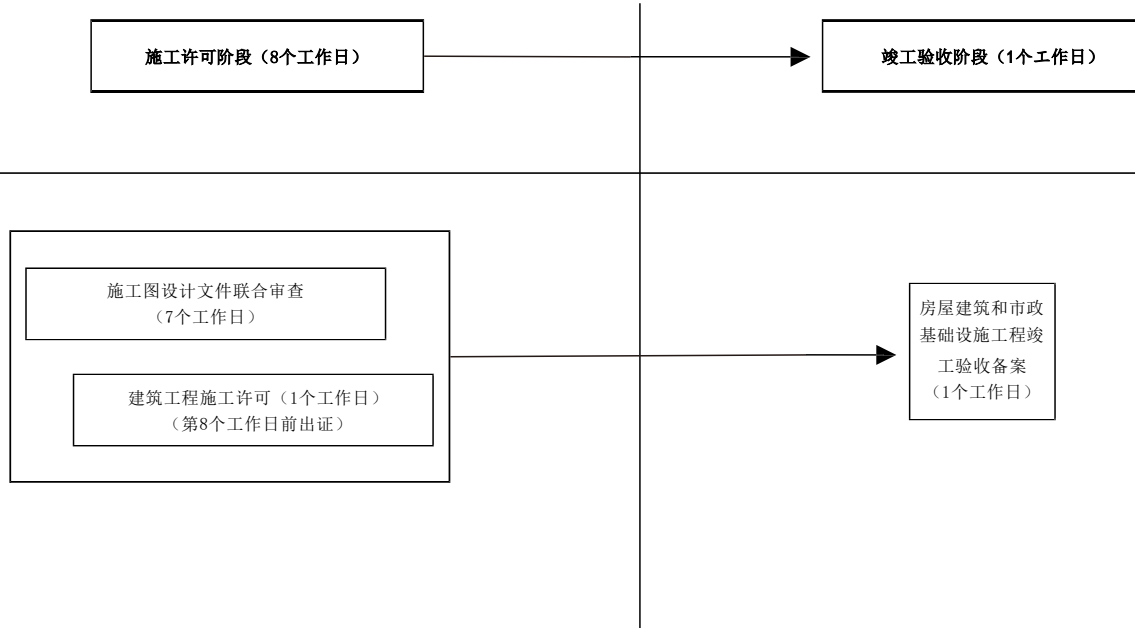 施工许可阶段（8个工作日）
竣工验收阶段（1个工作日）
施工图设计文件联合审查
（7个工作日）
建筑工程施工许可（1个工作日）
（第8个工作日前出证）
房屋建筑和市政
基础设施工程竣
工验收备案
（1个工作日）